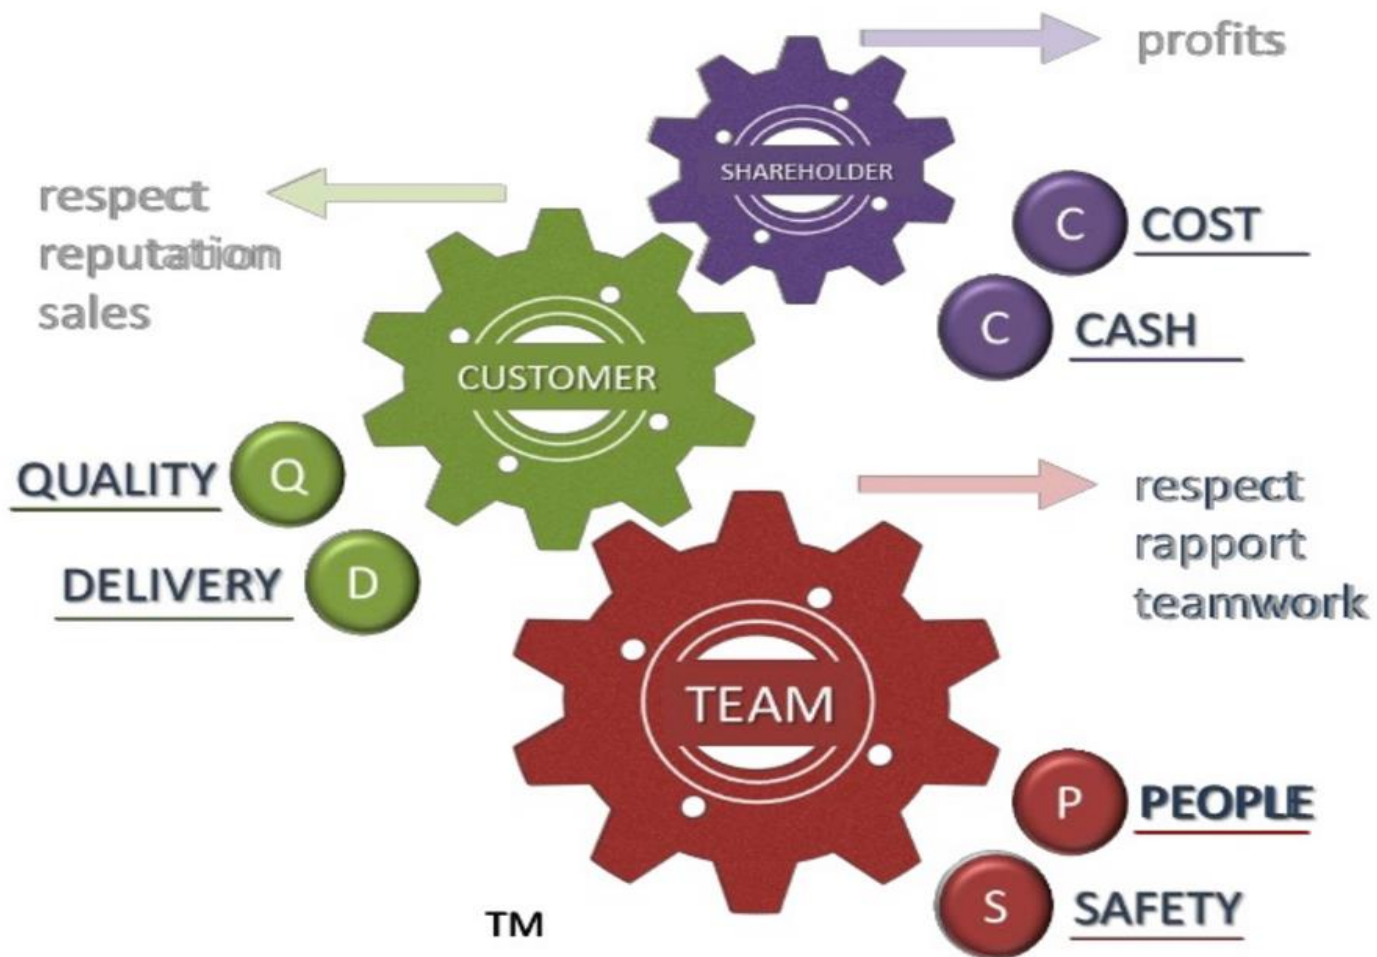 profits
SHAREHOLDER
respect
reputation
sales
C COST
C CASH
CUSTOMER
QUALITY Q
DELIVERY D
respect
rapport
teamwork
TEAM
P PEOPLE
S SAFETY
TM